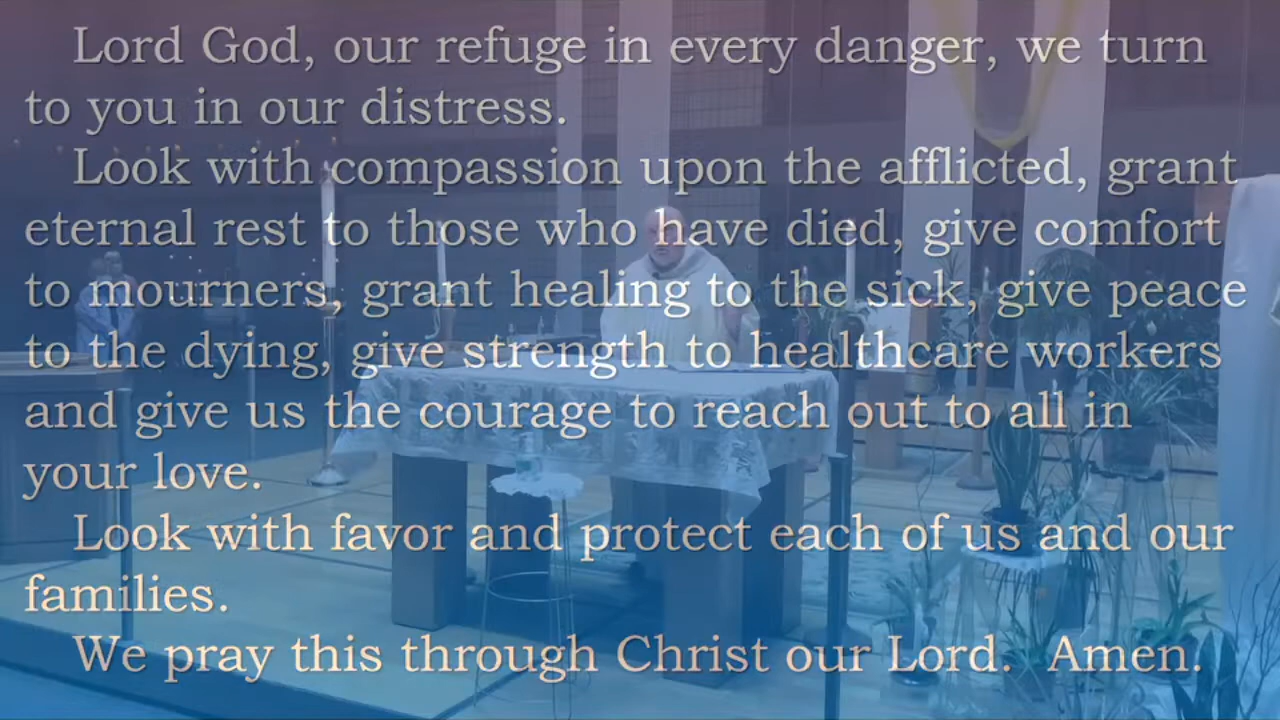 Lord God, our refuge in every danger, we turn
to you in our distress.
Look with compassion upon the afflicted, grant
eternal rest to those who have died, give comfort
to mourners, grant healing to the sick, give peace
to the dying, give strength to healthcare workers
and give us the courage to reach out to all in
your love.
Look with favor and protect each of us and our
families.
We pray this through Christ our Lord.  Amen.